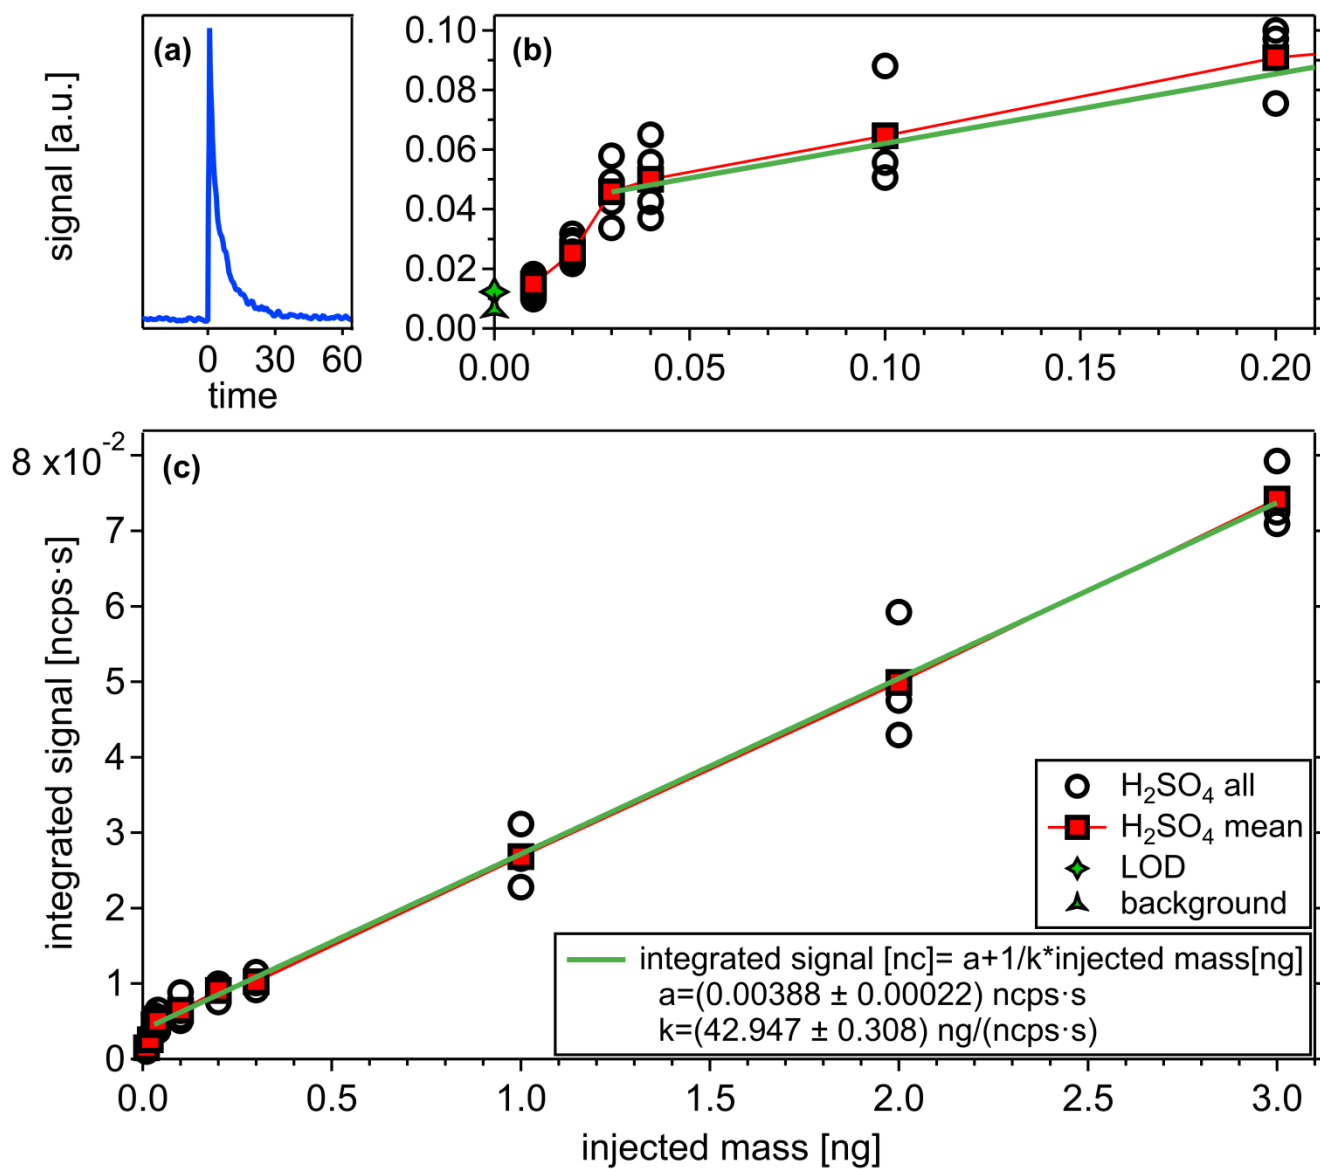 (a)
signal [a.u.]
0 30 60
time
(b)
0.10
0.08
0.06
0.04
0.02
0.00
0.00 0.05 0.10 0.15 0.20
(c)
8 x10⁻²
7
6
5
4
3
2
1
0
integrated signal [ncps·s]
0.0 0.5 1.0 1.5 2.0 2.5 3.0
injected mass [ng]
H₂SO₄ all
H₂SO₄ mean
LOD
background
integrated signal [nc]= a+1/k*injected mass[ng]
a=(0.00388 ± 0.00022) ncps·s
k=(42.947 ± 0.308) ng/(ncps·s)